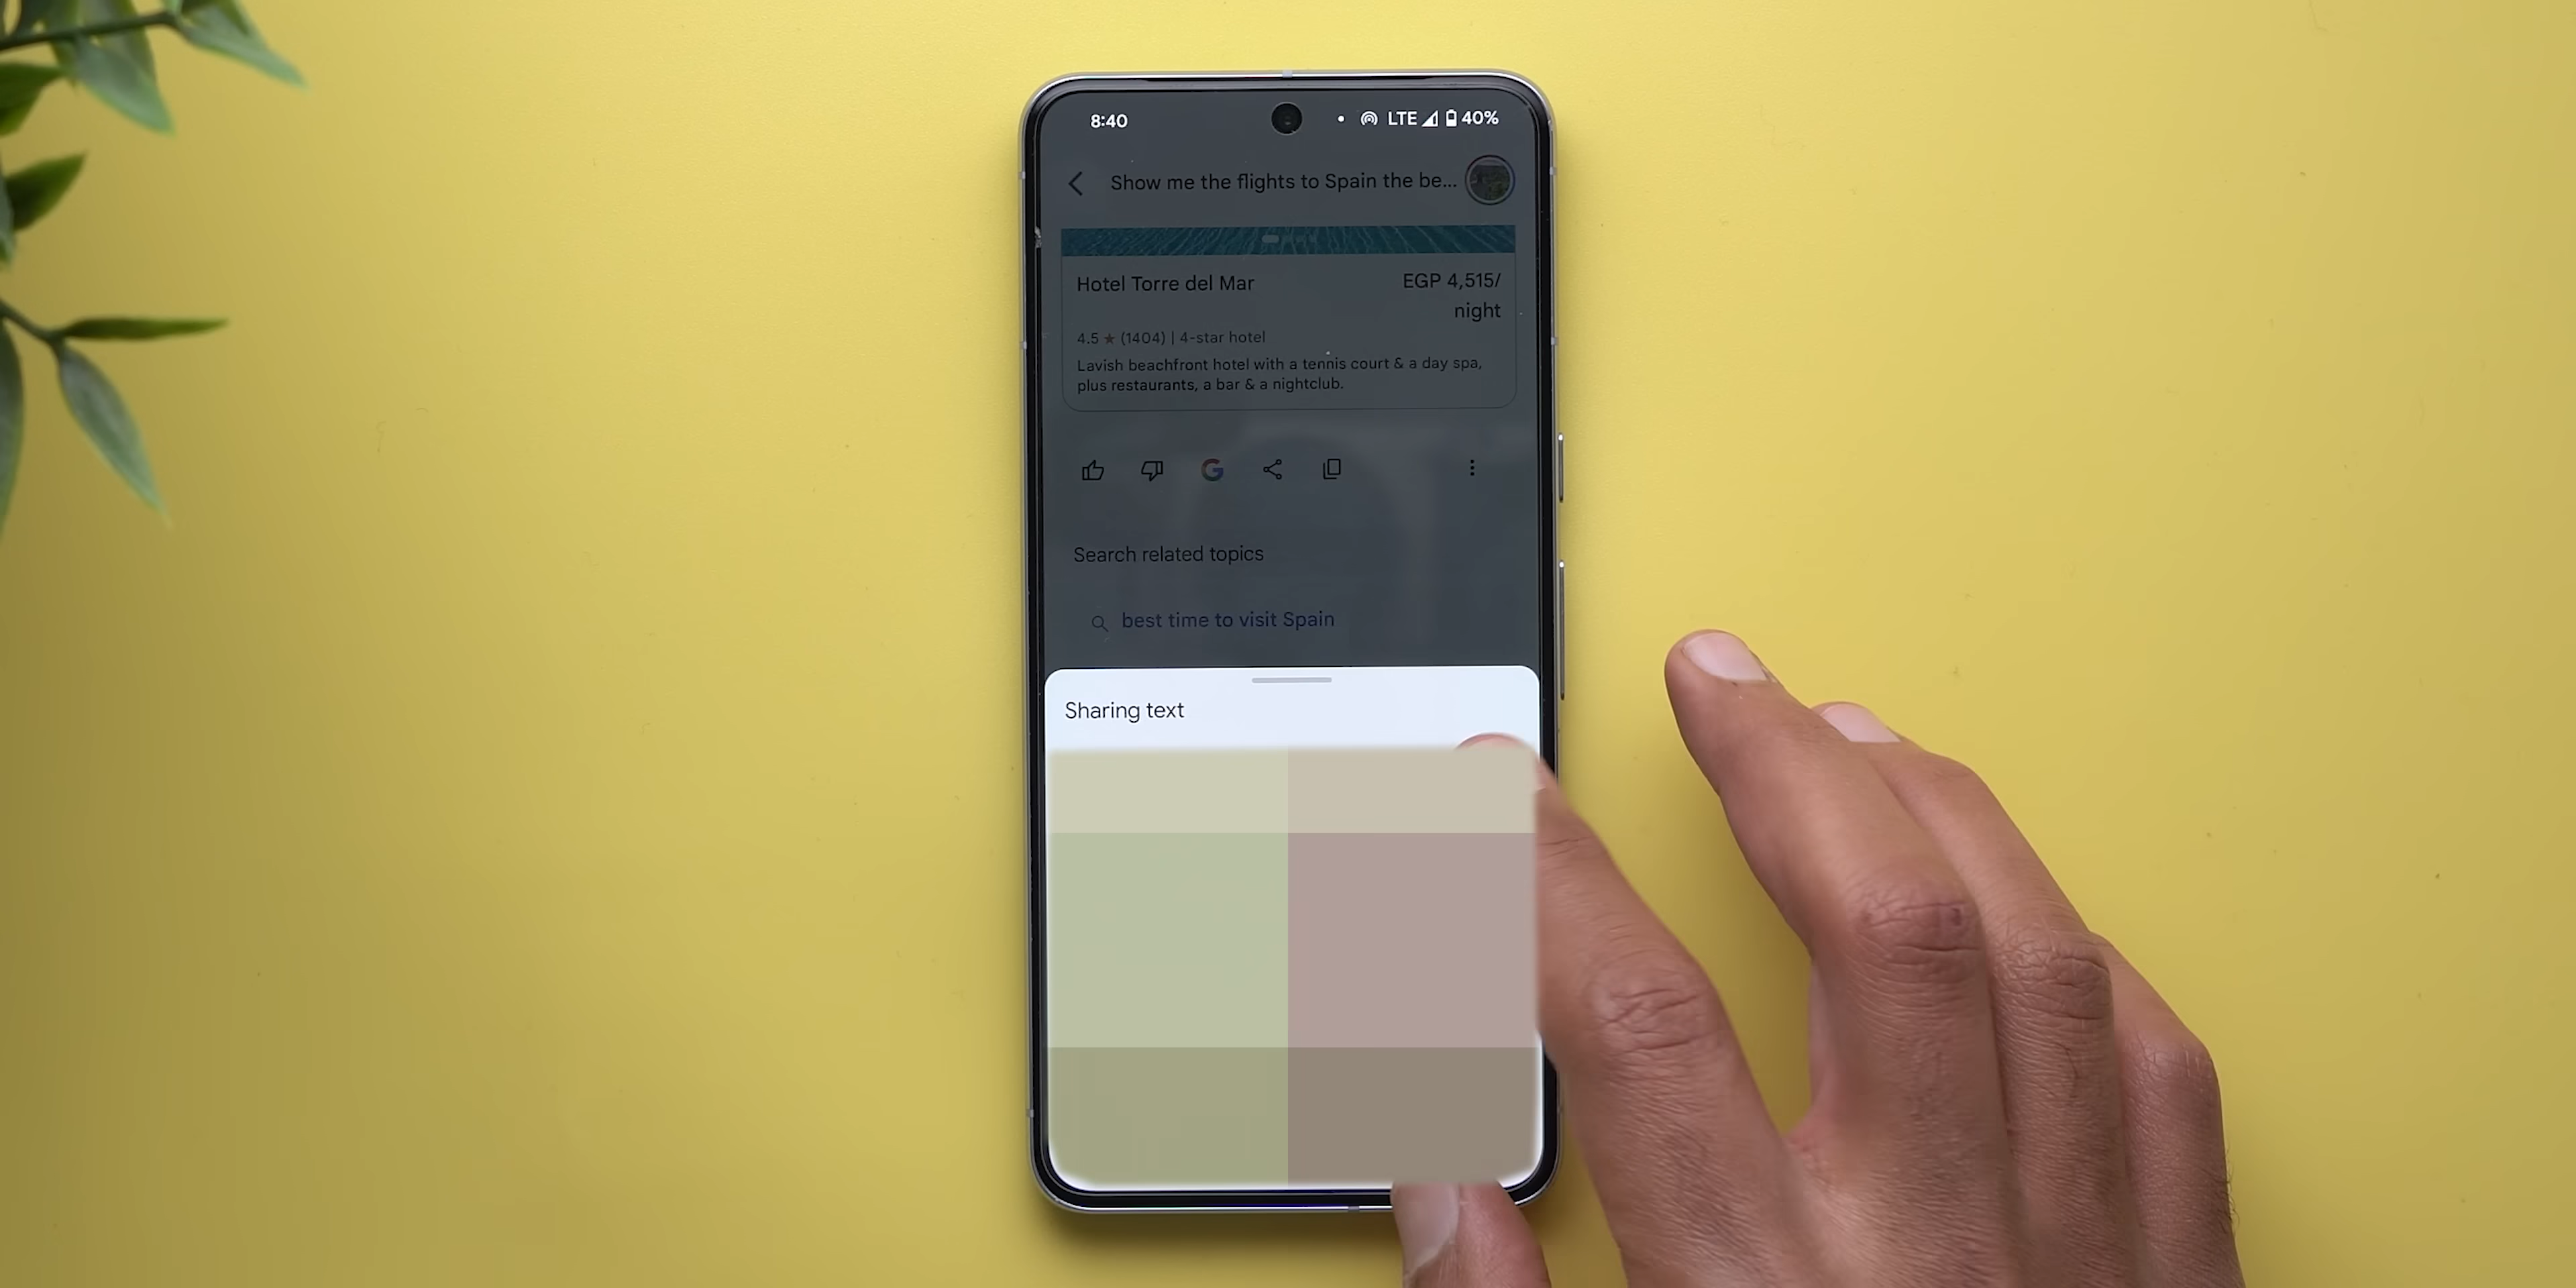 8:40
LTE 40%
Show me the flights to Spain the be...
Hotel Torre del Mar
EGP 4,515/
night
4.5 ★ (1404) | 4-star hotel
Lavish beachfront hotel with a tennis court & a day spa,
plus restaurants, a bar & a nightclub.
G
Search related topics
best time to visit Spain
Sharing text